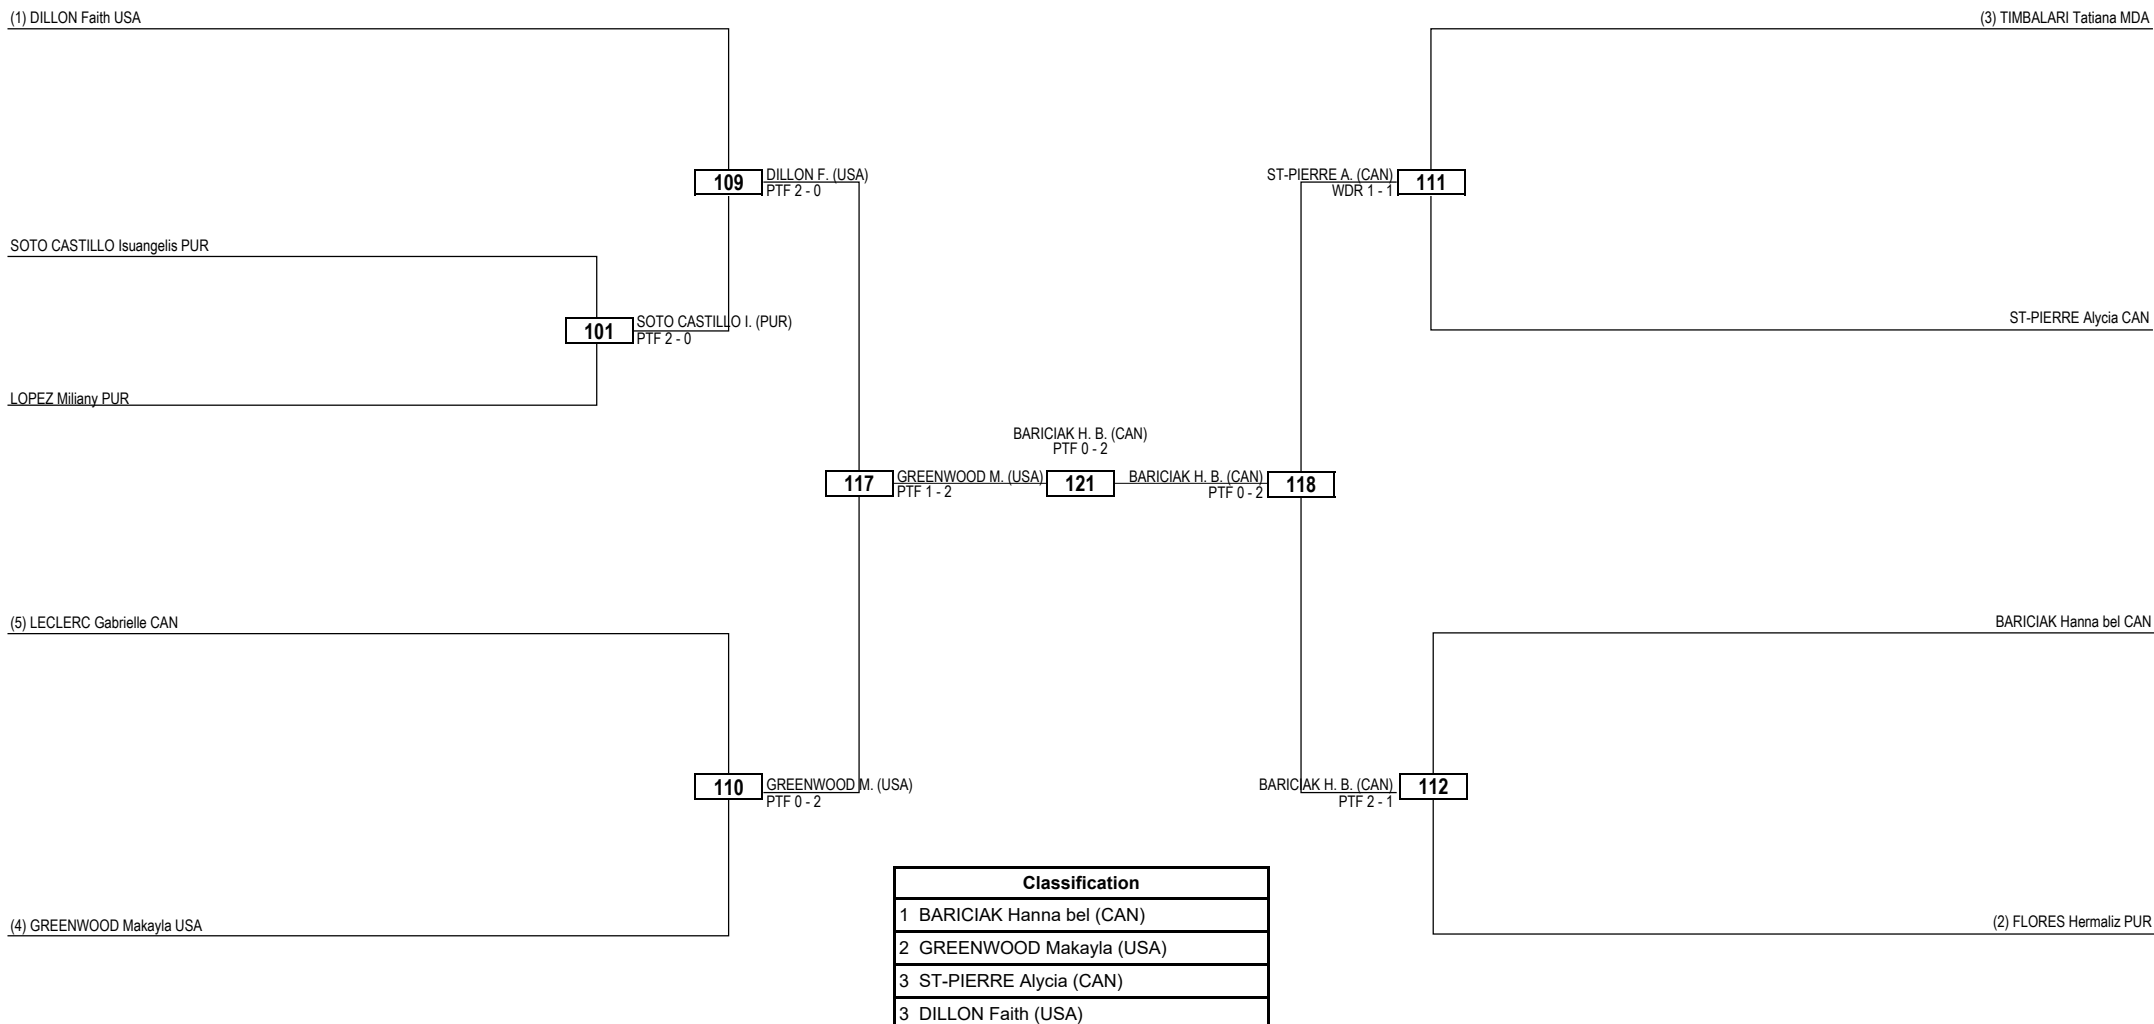 (1) DILLON Faith USA
(3) TIMBALARI Tatiana MDA
109
DILLON F. (USA)
PTF 2 - 0
ST-PIERRE A. (CAN)
WDR 1 - 1
111
SOTO CASTILLO Isuangelis PUR
101
SOTO CASTILLO I. (PUR)
PTF 2 - 0
ST-PIERRE Alycia CAN
LOPEZ Miliany PUR
BARICIAK H. B. (CAN)
PTF 0 - 2
117
GREENWOOD M. (USA)
PTF 1 - 2
121
BARICIAK H. B. (CAN)
PTF 0 - 2
118
(5) LECLERC Gabrielle CAN
BARICIAK Hanna bel CAN
110
GREENWOOD M. (USA)
PTF 0 - 2
BARICIAK H. B. (CAN)
PTF 2 - 1
112
(4) GREENWOOD Makayla USA
(2) FLORES Hermaliz PUR
Classification
1 BARICIAK Hanna bel (CAN)
2 GREENWOOD Makayla (USA)
3 ST-PIERRE Alycia (CAN)
3 DILLON Faith (USA)